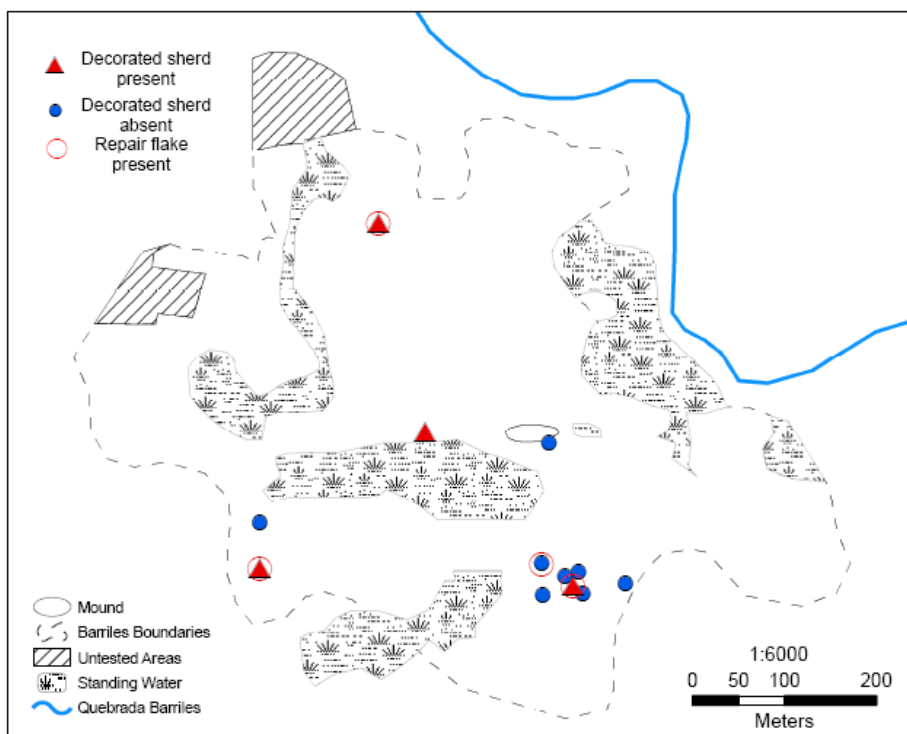 Decorated sherd
present
Decorated sherd
absent
Repair flake
present
Mound
Barriles Boundaries
Untested Areas
Standing Water
Quebrada Barriles
1:6000
0 50 100 200
Meters